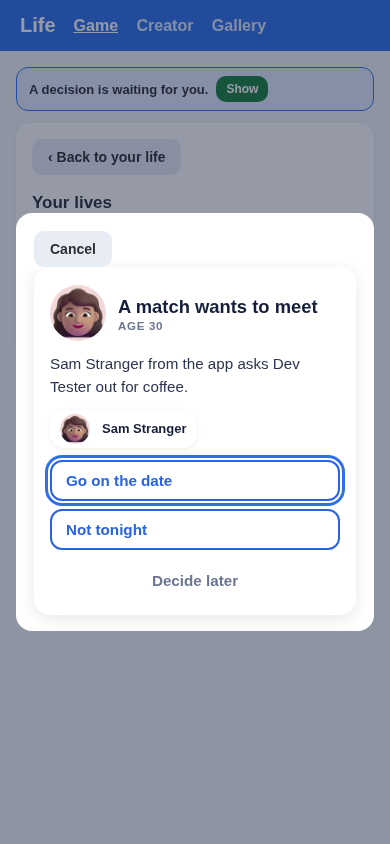 Life Game Creator Gallery
A decision is waiting for you. Show
‹ Back to your life
Your lives
Cancel
A match wants to meet
AGE 30
Sam Stranger from the app asks Dev
Tester out for coffee.
Sam Stranger
Go on the date
Not tonight
Decide later